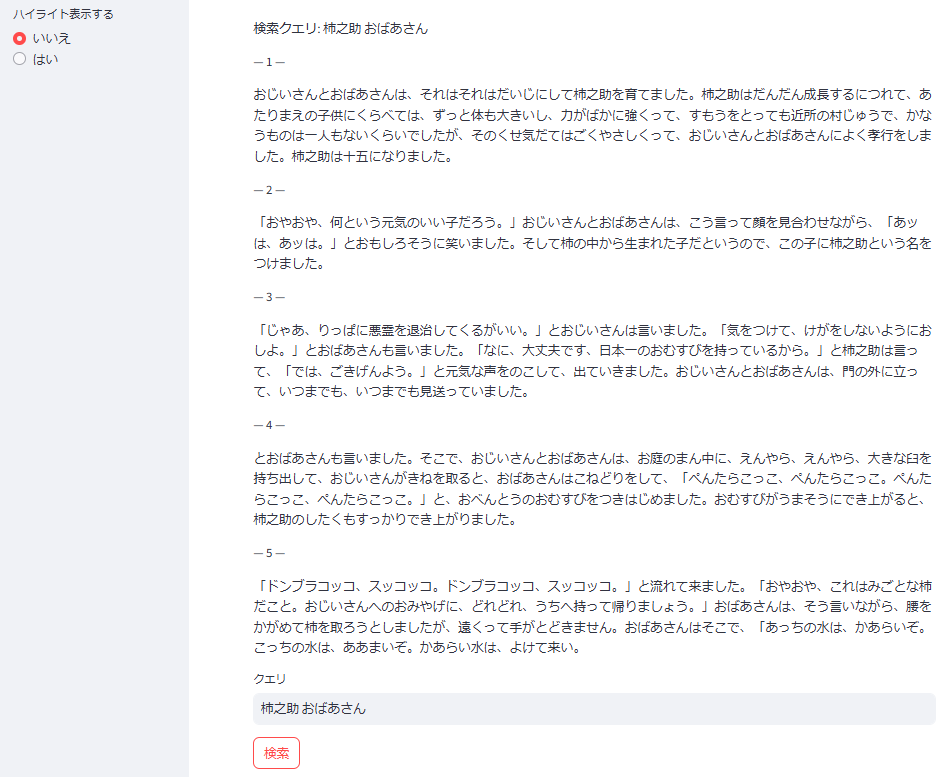 ハイライト表示する
いいえ
はい
検索クエリ: 柿之助 おばあさん
— 1 —
おじいさんとおばあさんは、それはそれはだいじにして柿之助を育てました。柿之助はだんだん成長するにつれて、あ
たりまえの子供にくらべては、ずっと体も大きいし、力がばかに強くって、すもうをとっても近所の村じゅうで、かな
うものは一人もないくらいでしたが、そのくせ気だてはごくやさしくって、おじいさんとおばあさんによく孝行をしま
した。柿之助は十五になりました。
— 2 —
「おやおや、何という元気のいい子だろう。」おじいさんとおばあさんは、こう言って顔を見合わせながら、「あッ
は、あッは。」とおもしろそうに笑いました。そして柿の中から生まれた子だというので、この子に柿之助という名を
つけました。
— 3 —
「じゃあ、りっぱに悪霊を退治してくるがいい。」とおじいさんは言いました。「気をつけて、けがをしないようにお
しよ。」とおばあさんも言いました。「なに、大丈夫です、日本一のおむすびを持っているから。」と柿之助は言っ
て、「では、ごきげんよう。」と元気な声をのこして、出ていきました。おじいさんとおばあさんは、門の外に立っ
て、いつまでも、いつまでも見送っていました。
— 4 —
とおばあさんも言いました。そこで、おじいさんとおばあさんは、お庭のまん中に、えんやら、えんやら、大きな臼を
持ち出して、おじいさんがきねを取ると、おばあさんはこねどりをして、「ぺんたらこっこ、ぺんたらこっこ。ぺんた
らこっこ、ぺんたらこっこ。」と、おべんとうのおむすびをつきはじめました。おむすびがうまそうにでき上がると、
柿之助のしたくもすっかりでき上がりました。
— 5 —
「ドンブラコッコ、スッコッコ。ドンブラコッコ、スッコッコ。」と流れて来ました。「おやおや、これはみごとな柿
だこと。おじいさんへのおみやげに、どれどれ、うちへ持って帰りましょう。」おばあさんは、そう言いながら、腰を
かがめて柿を取ろうとしましたが、遠くって手がとどきません。おばあさんはそこで、「あっちの水は、かあらいぞ。
こっちの水は、ああまいぞ。かあらい水は、よけて来い。
クエリ
柿之助 おばあさん
検索